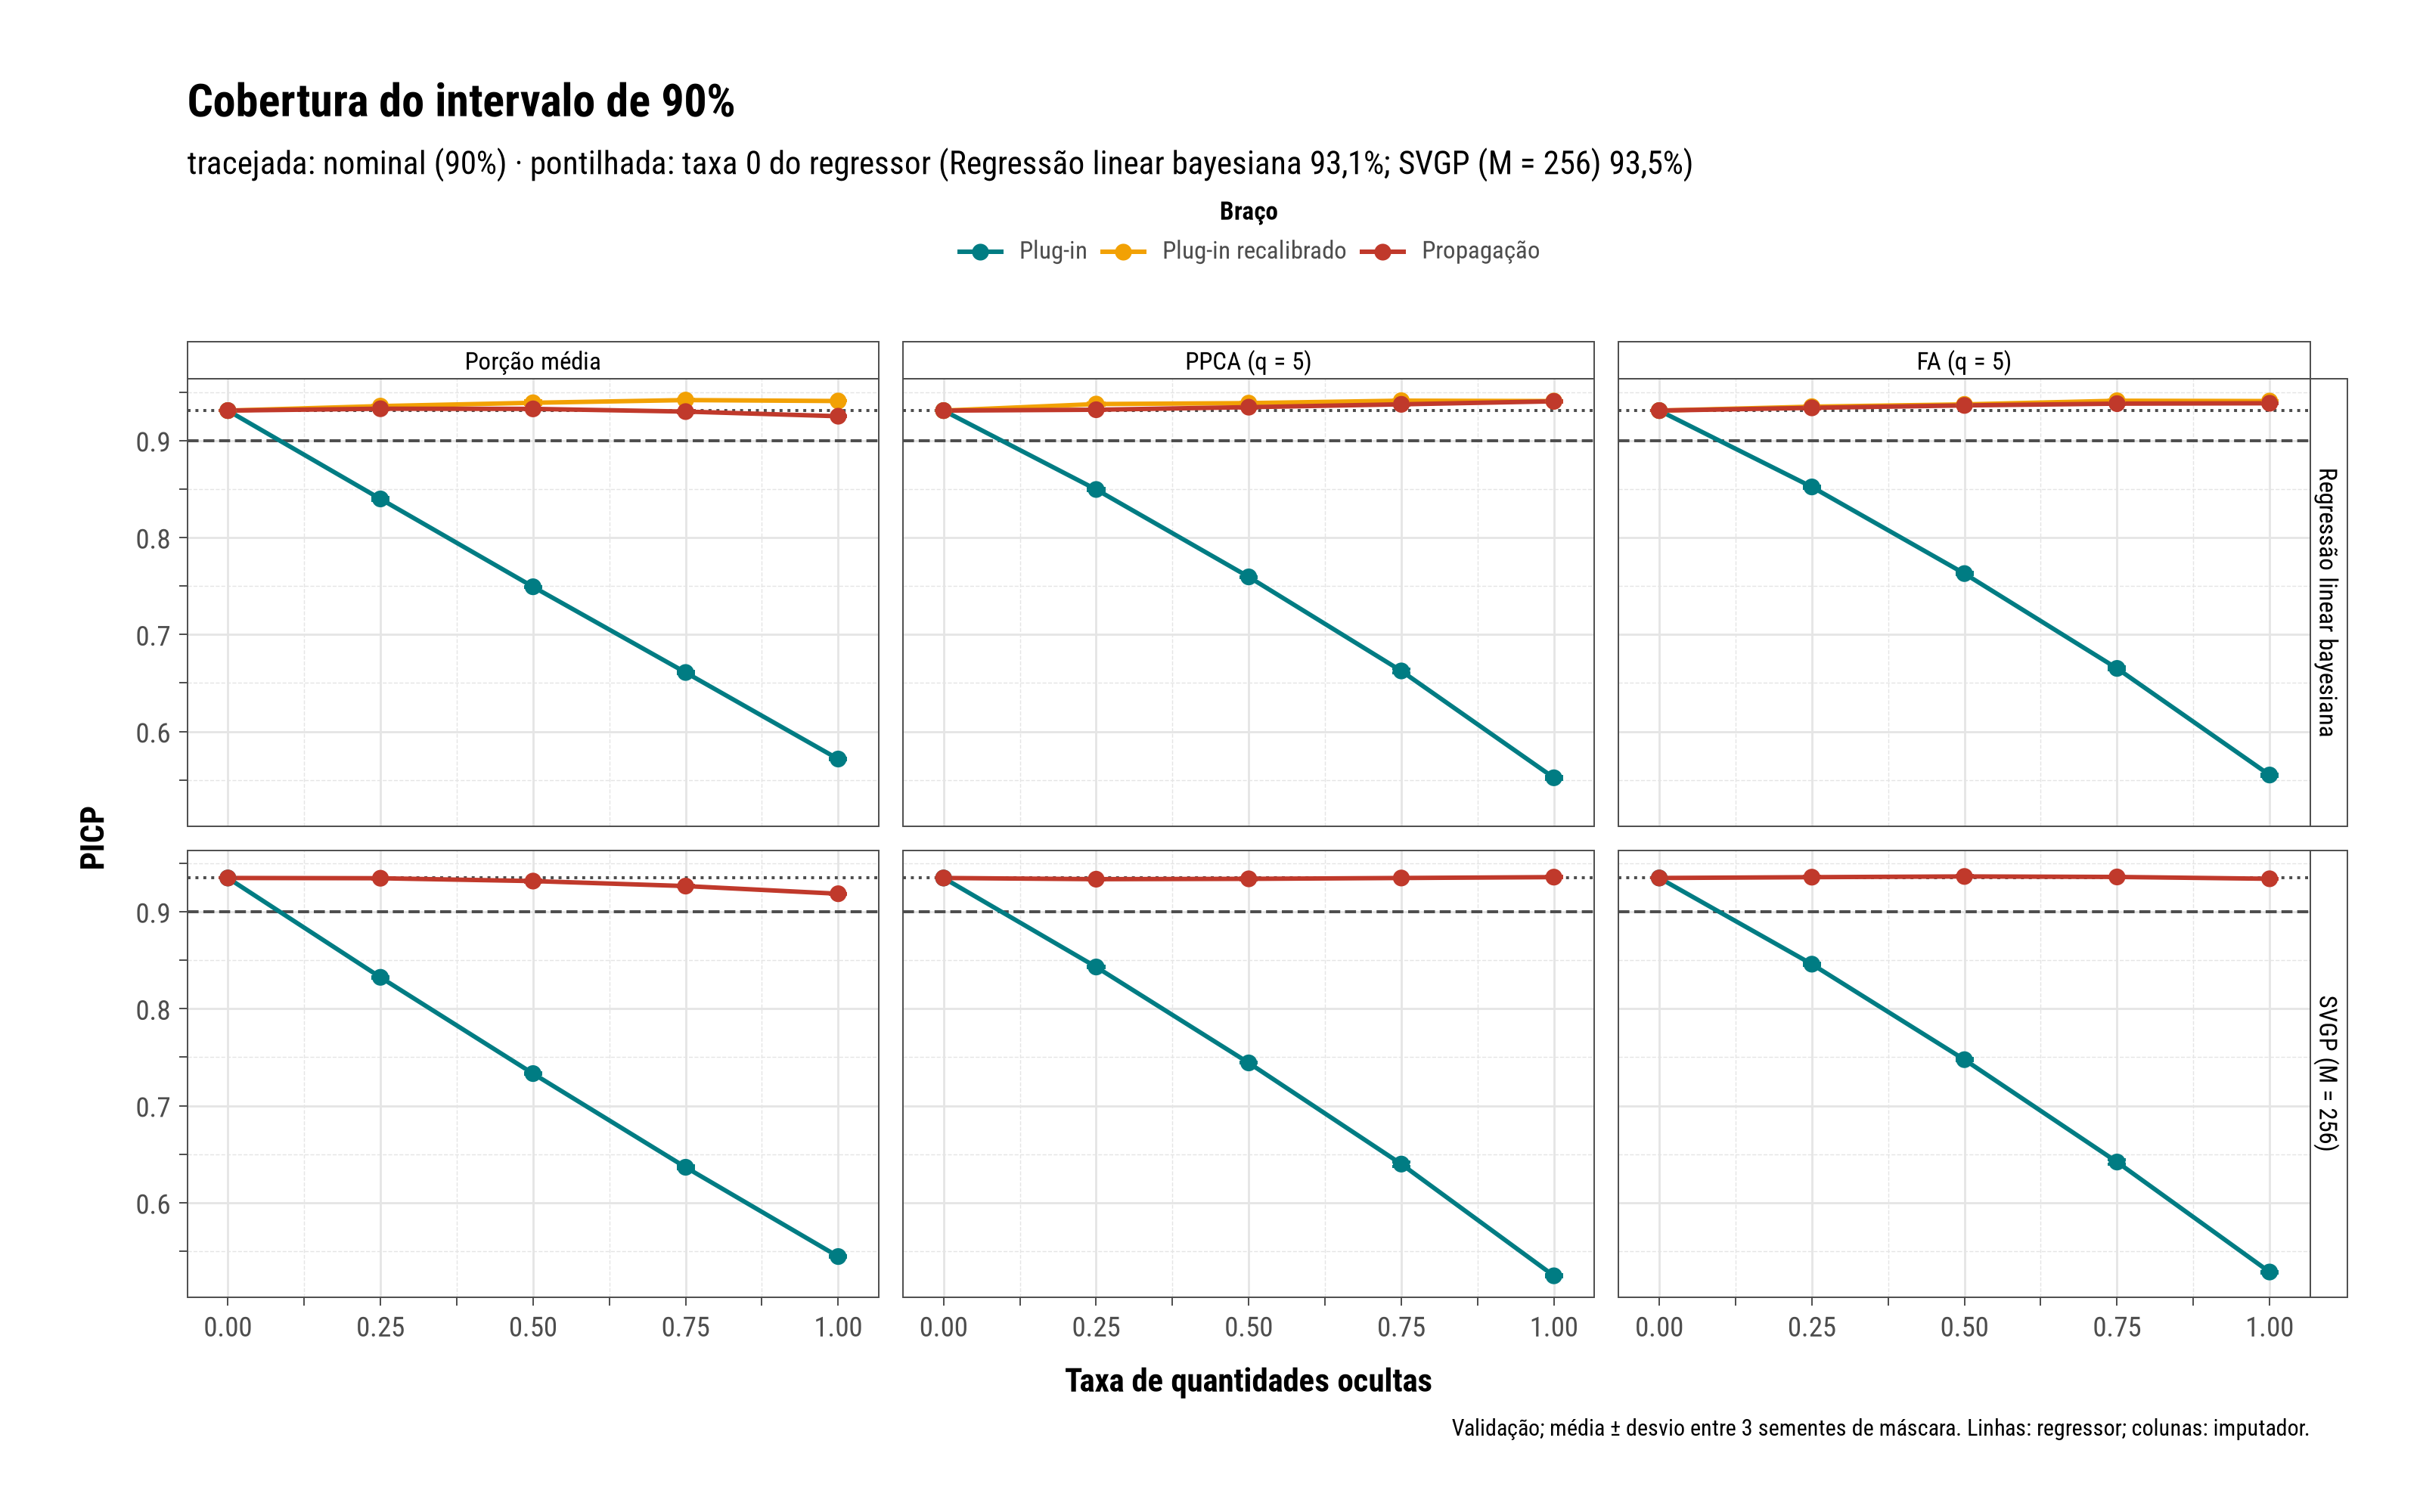 Cobertura do intervalo de 90%
tracejada: nominal (90%) · pontilhada: taxa 0 do regressor (Regressão linear bayesiana 93,1%; SVGP (M = 256) 93,5%)
Braço
Plug-in Plug-in recalibrado Propagação
Porção média PPCA (q = 5) FA (q = 5)
0.9
0.8
0.7
0.6
Regressão linear bayesiana
PICP
0.9
0.8
0.7
0.6
SVGP (M = 256)
0.00 0.25 0.50 0.75 1.00 0.00 0.25 0.50 0.75 1.00 0.00 0.25 0.50 0.75 1.00
Taxa de quantidades ocultas
Validação; média ± desvio entre 3 sementes de máscara. Linhas: regressor; colunas: imputador.